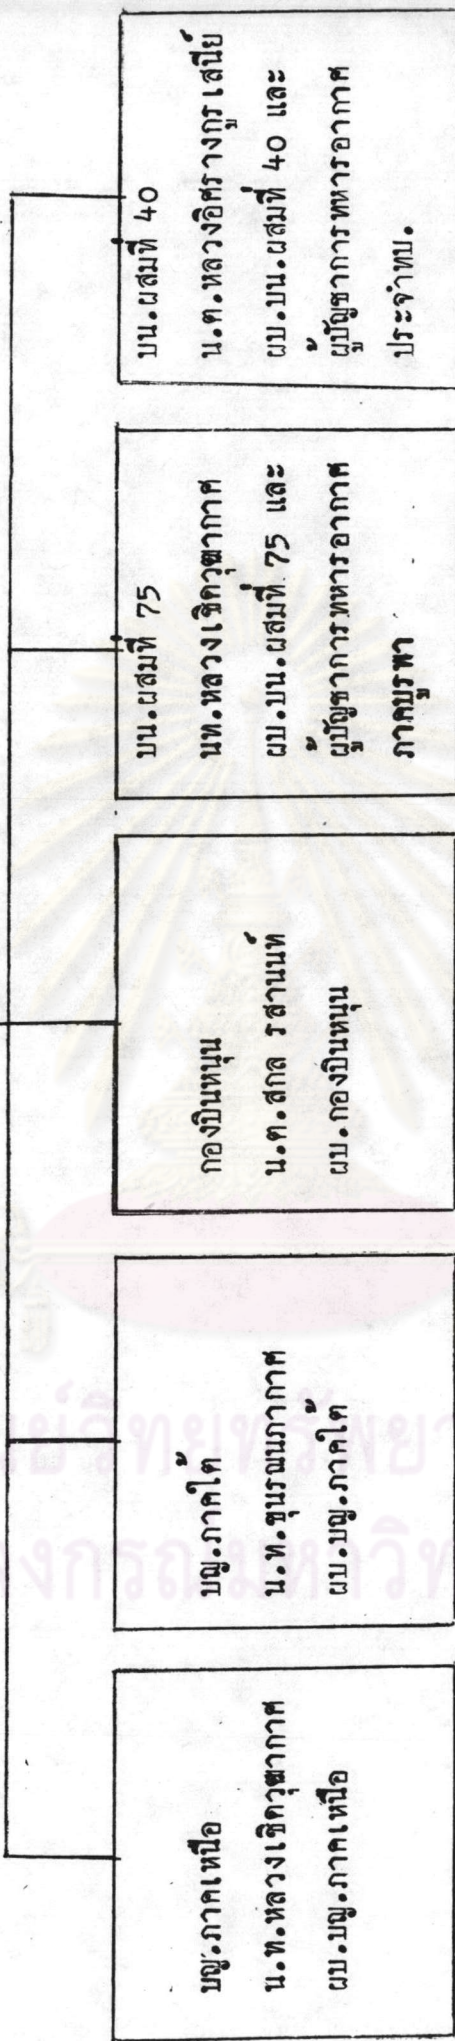 บญ.ภาคเหนือ
น.ท.หลวงเชิดวุฒากาศ
ผบ.บญ.ภาคเหนือ
บญ.ภาคใต้
น.ท.ขุนรณนภากาศ
ผบ.บญ.ภาคใต้
กองบินหนุน
น.ต.สกล รสานนท์
ผบ.กองบินหนุน
บน.ผสมที่ 75
นท.หลวงเชิดวุฒากาศ
ผบ.บน.ผสมที่ 75 และ
ผู้บัญชาการทหารอากาศ
ภาคบูรพา
บน.ผสมที่ 40
น.ต.หลวงอิศรางกูร เสนีย์
ผบ.บน.ผสมที่ 40 และ
ผู้บัญชาการทหารอากาศ
ประจำทบ.